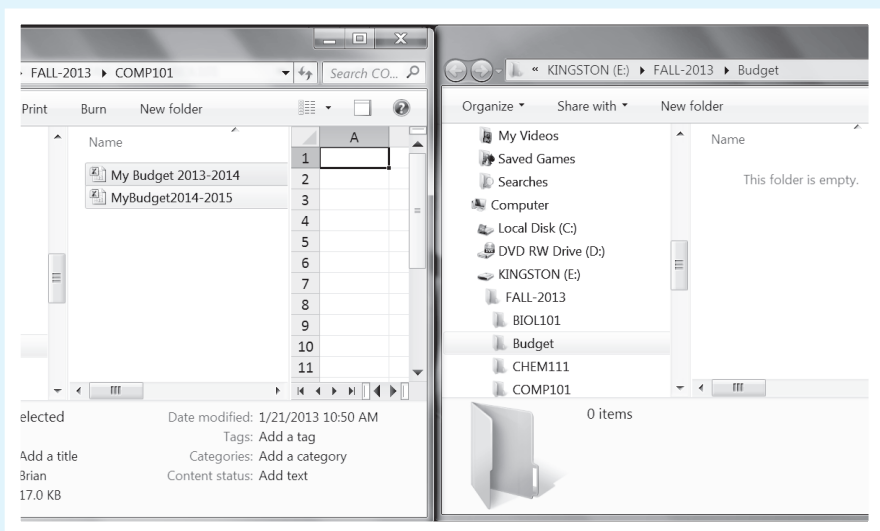 FALL-2013 ▸ COMP101
Search CO...
Print Burn New folder
Name
My Budget 2013-2014
MyBudget2014-2015
A
1
2
3
4
5
6
7
8
9
10
11
elected
Date modified: 1/21/2013 10:50 AM
Tags: Add a tag
Add a title
Categories: Add a category
Brian
Content status: Add text
17.0 KB
« KINGSTON (E:) ▸ FALL-2013 ▸ Budget
Organize Share with New folder
My Videos
Saved Games
Searches
Computer
Local Disk (C:)
DVD RW Drive (D:)
KINGSTON (E:)
FALL-2013
BIOL101
Budget
CHEM111
COMP101
Name
This folder is empty.
0 items